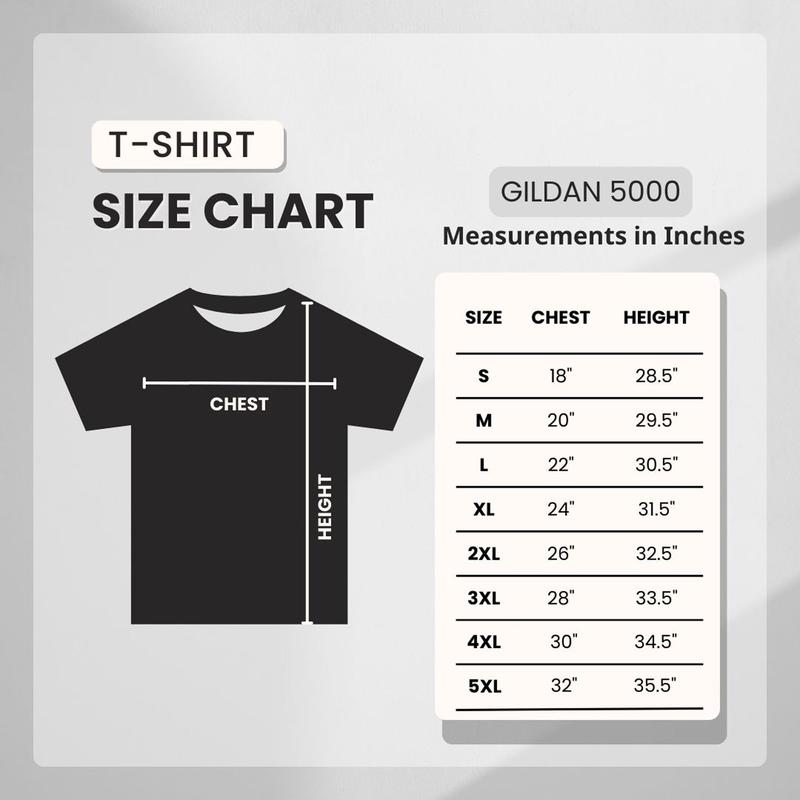 T-SHIRT
SIZE CHART
GILDAN 5000
Measurements in Inches
CHEST
HEIGHT
SIZE CHEST HEIGHT
S 18" 28.5"
M 20" 29.5"
L 22" 30.5"
XL 24" 31.5"
2XL 26" 32.5"
3XL 28" 33.5"
4XL 30" 34.5"
5XL 32" 35.5"